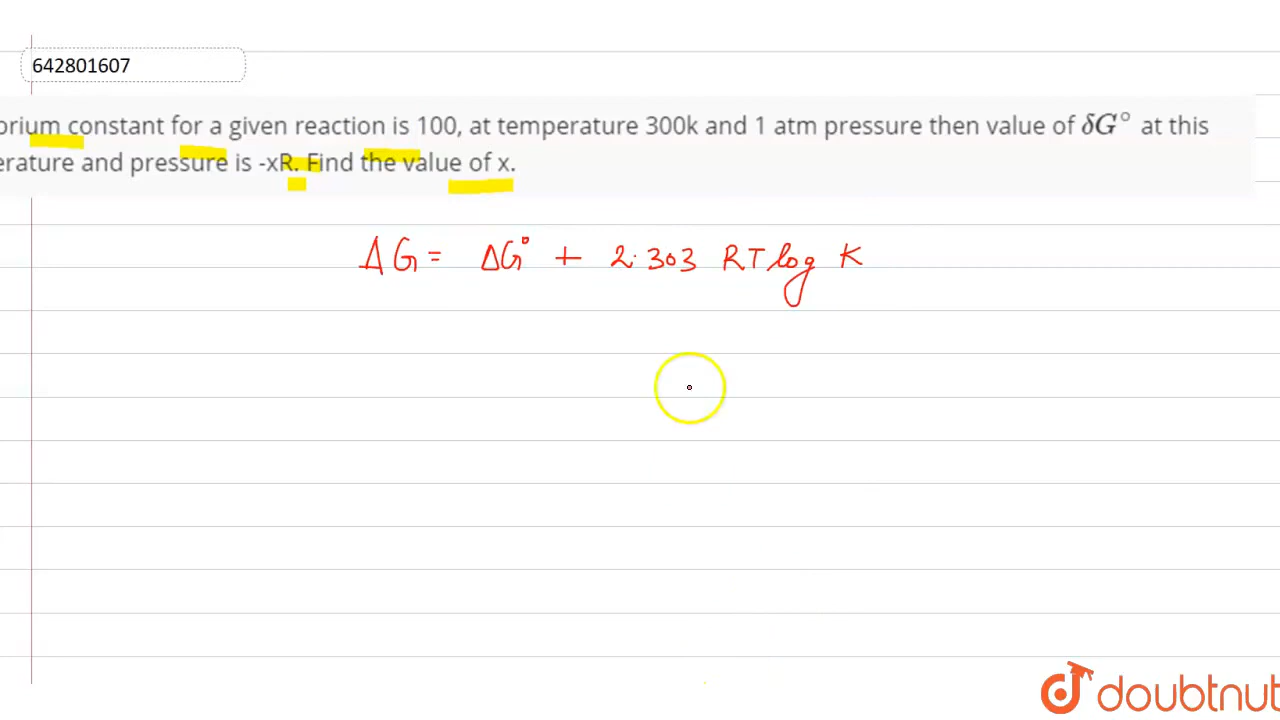 642801607
orium constant for a given reaction is 100, at temperature 300k and 1 atm pressure then value of δG° at this
erature and pressure is -xR. Find the value of x.
ΔG = ΔG° + 2.303 RT log K
doubtnut